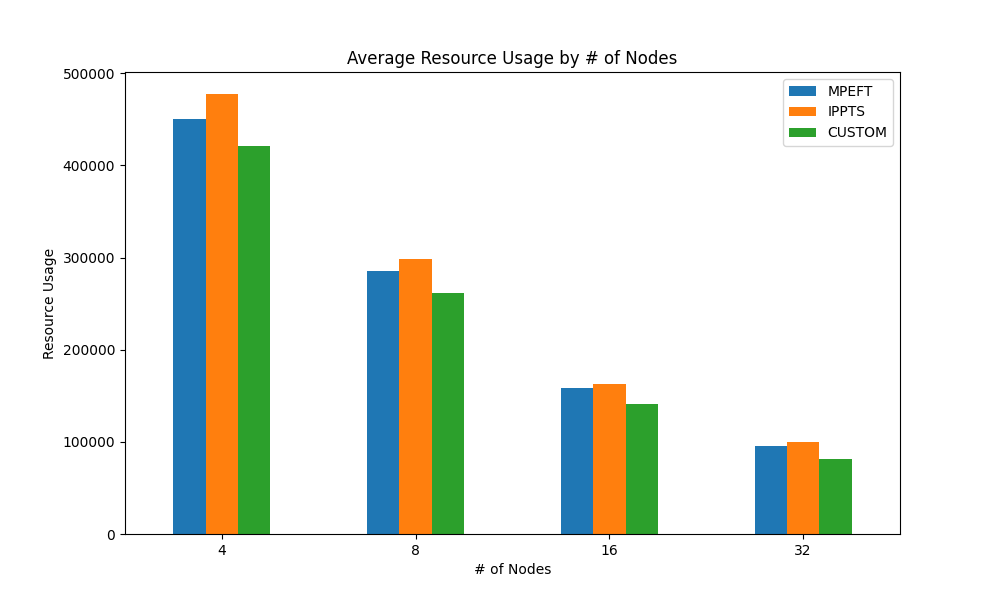 Average Resource Usage by # of Nodes
500000
400000
300000
200000
100000
0
Resource Usage
MPEFT
IPPTS
CUSTOM
4 8 16 32
# of Nodes